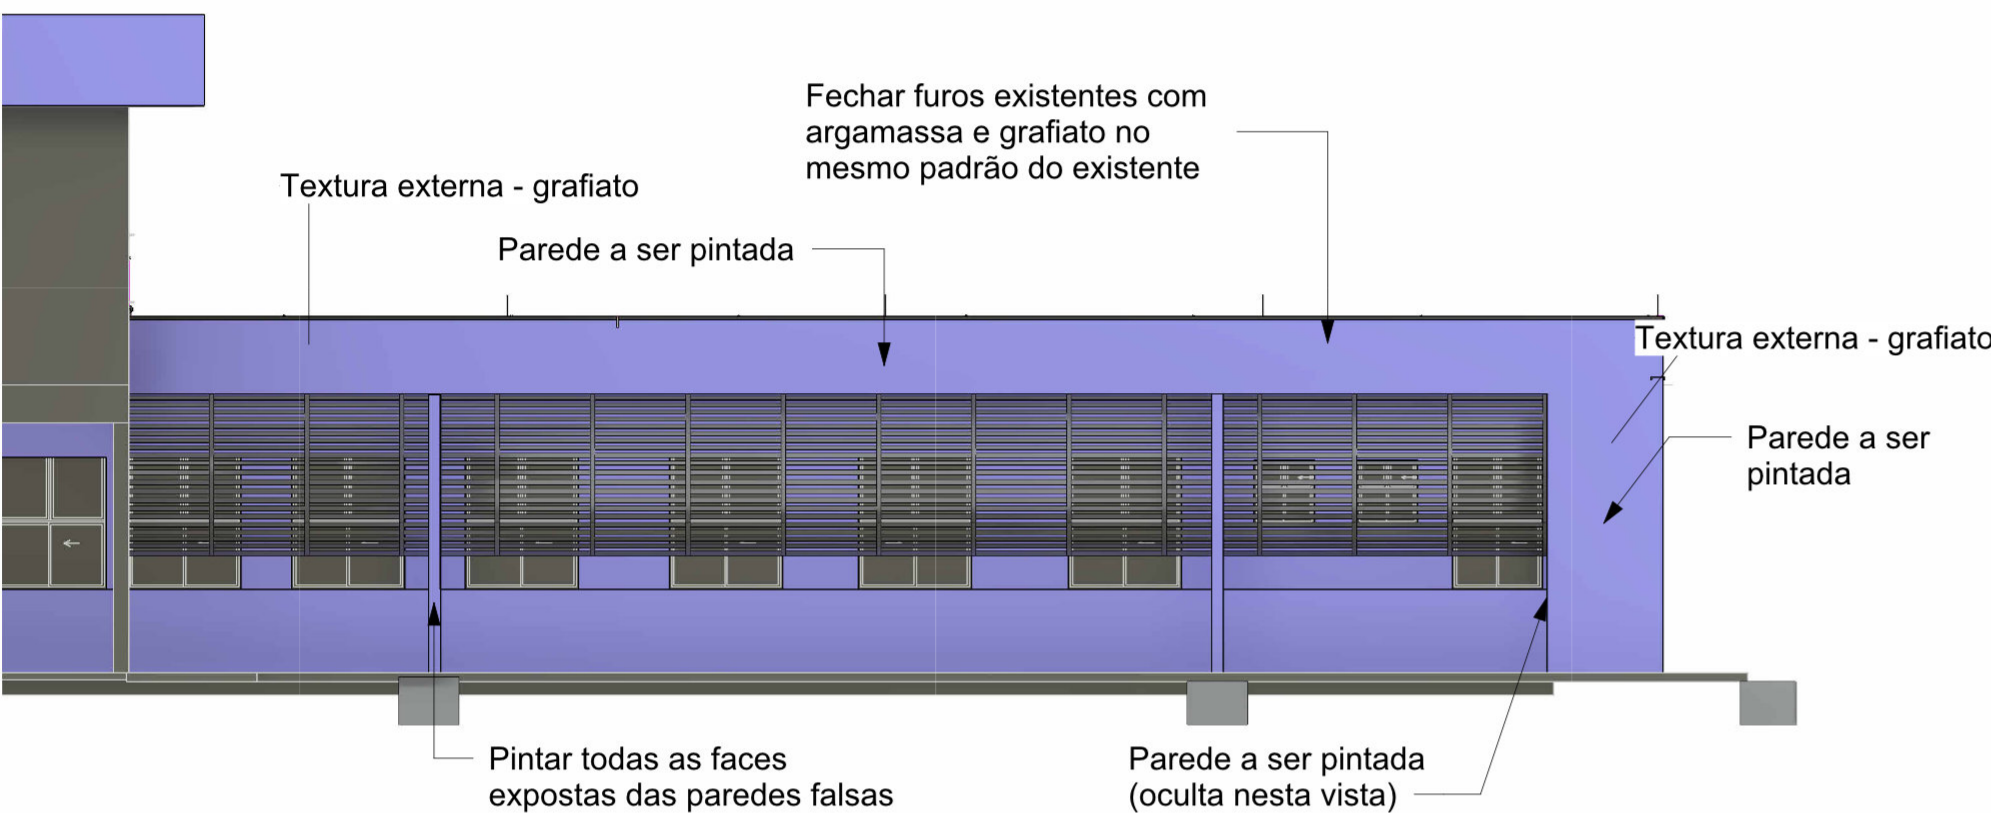 Fechar furos existentes com
argamassa e grafiato no
mesmo padrão do existente
Textura externa - grafiato
Parede a ser pintada
Textura externa - grafiato
Parede a ser
pintada
Pintar todas as faces
expostas das paredes falsas
Parede a ser pintada
(oculta nesta vista)